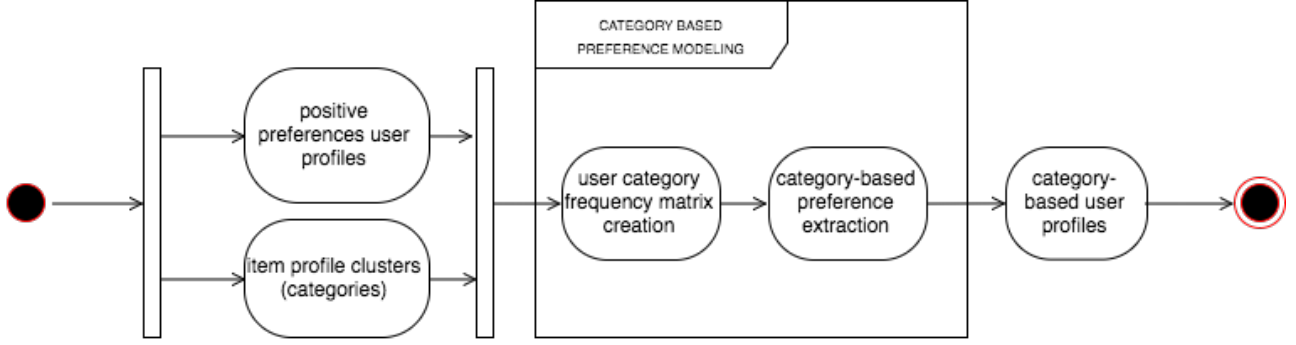 CATEGORY BASED
PREFERENCE MODELING
positive
preferences user
profiles
item profile clusters
(categories)
user category
frequency matrix
creation
category-based
preference
extraction
category-
based user
profiles